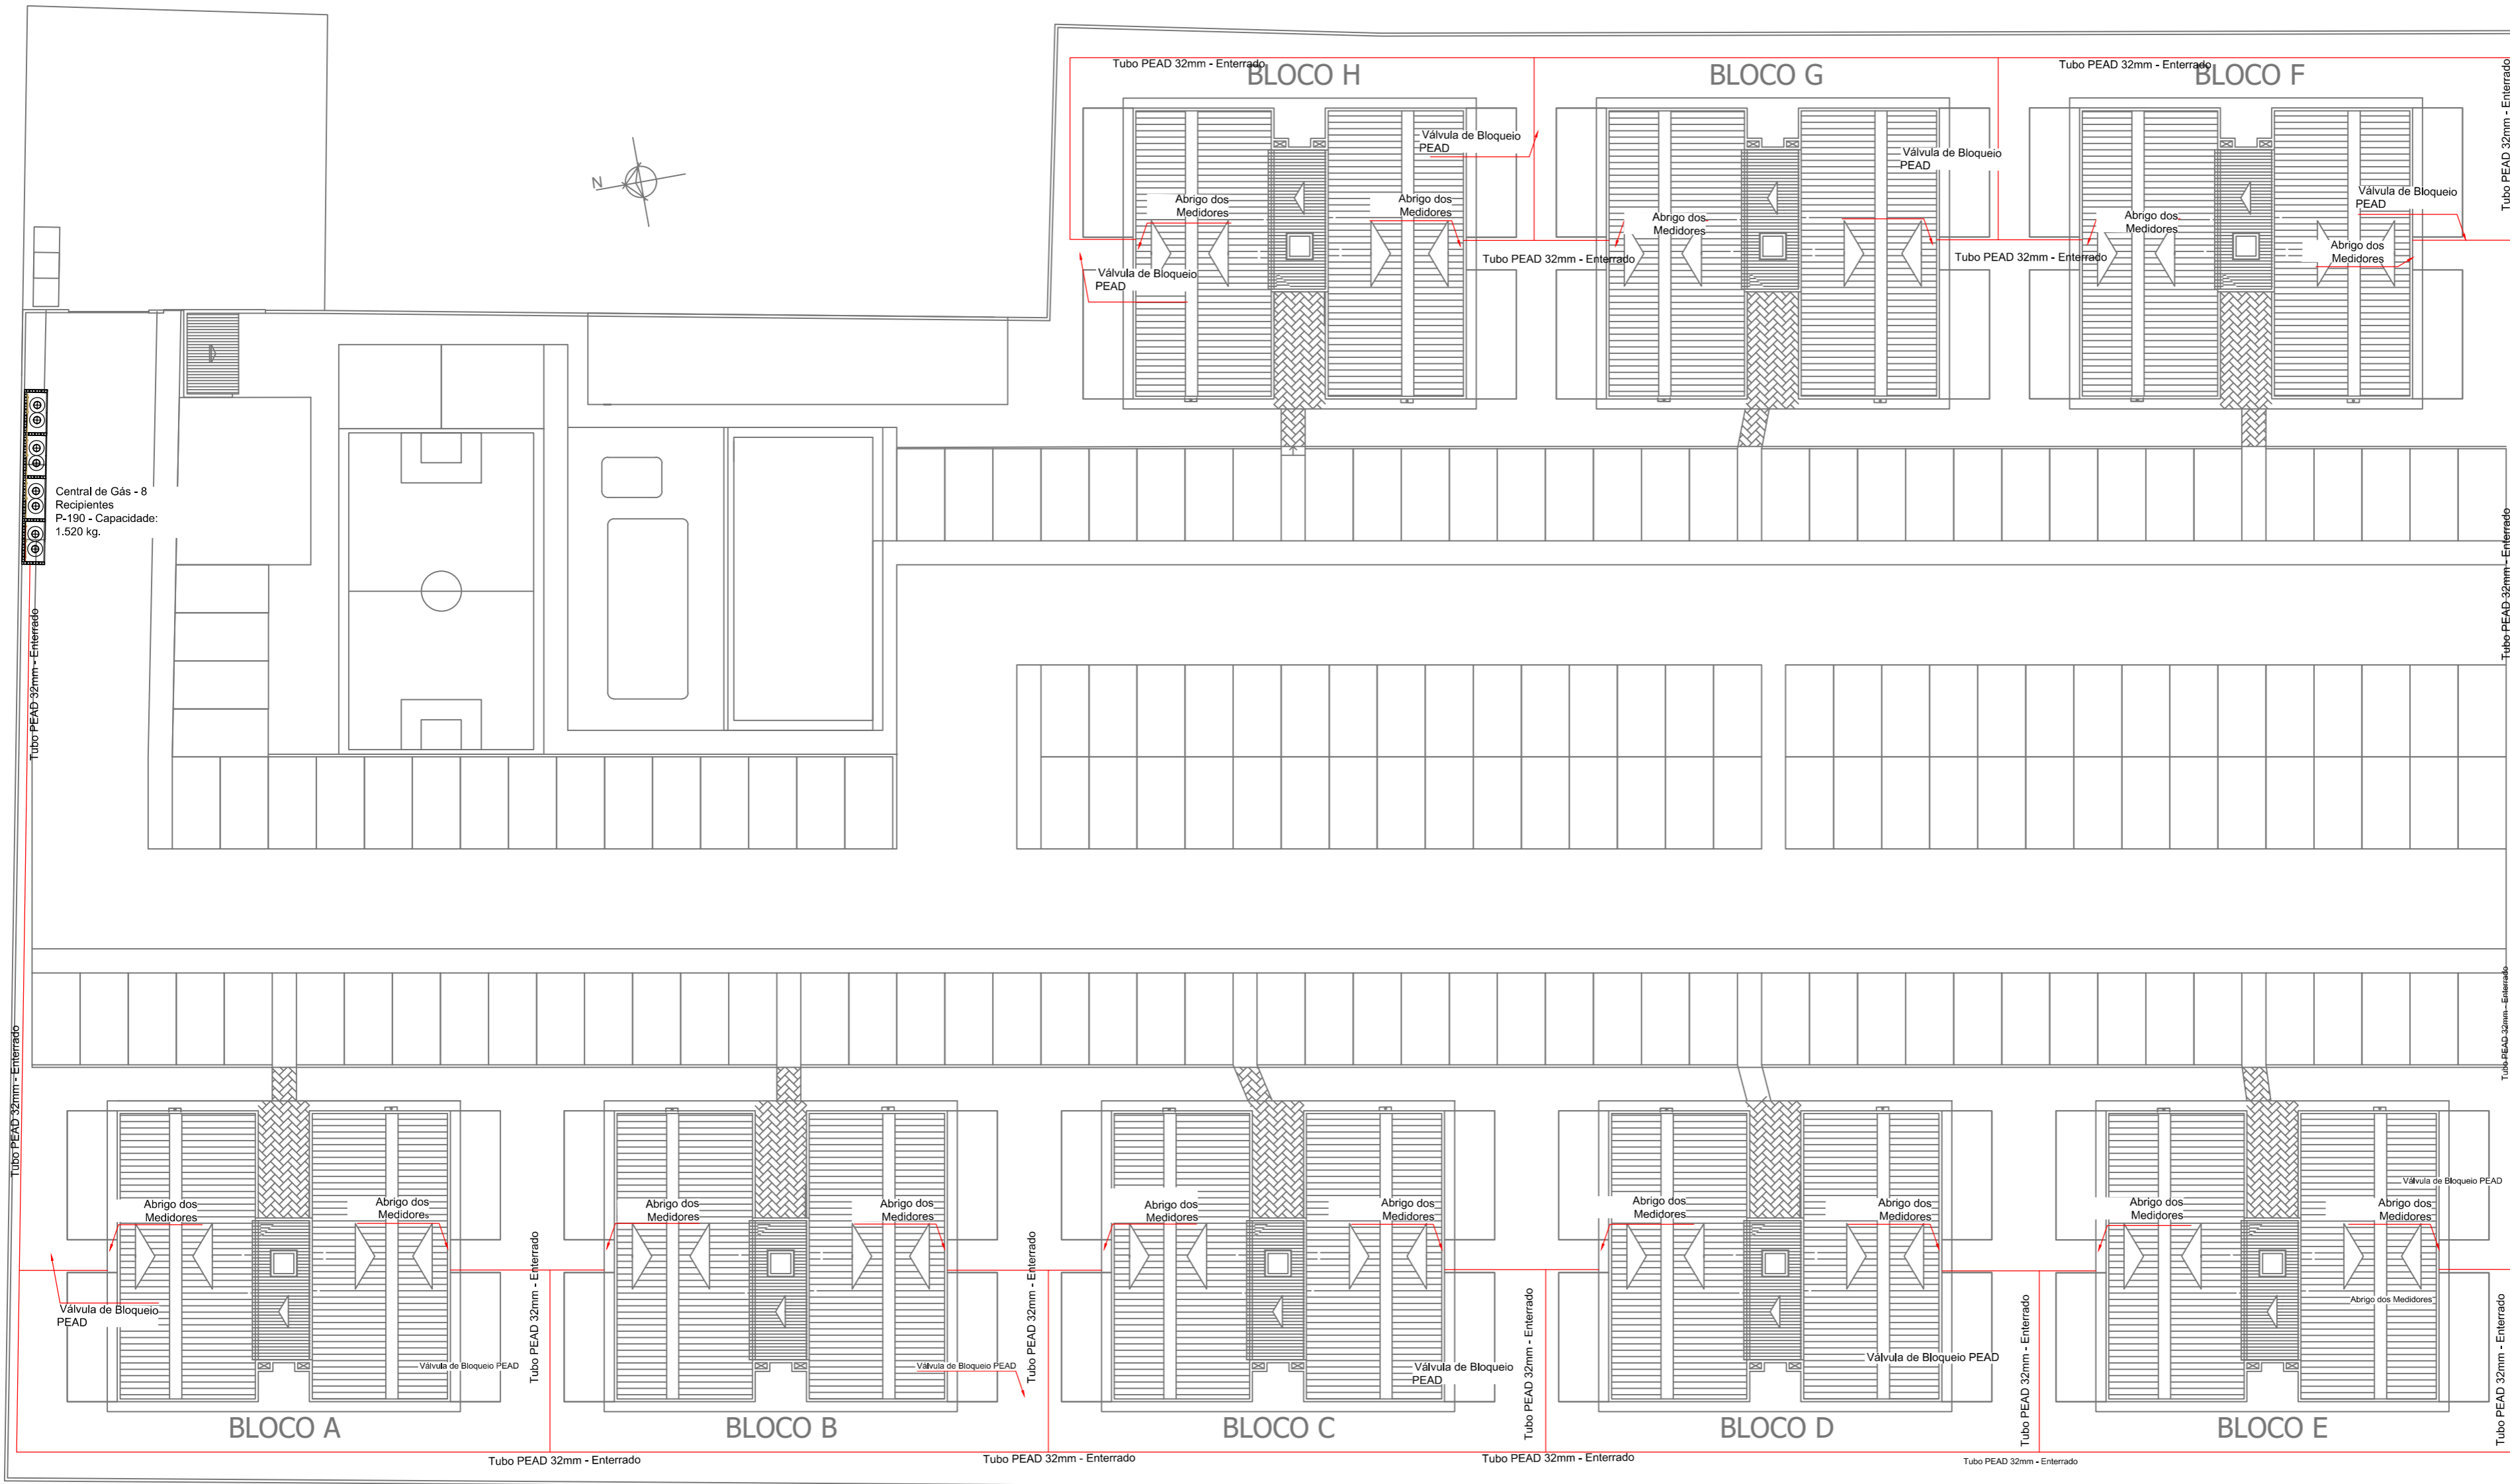 Tubo PEAD 32mm - Enterrado
BLOCO H
BLOCO G
Tubo PEAD 32mm - Enterrado
BLOCO F
Tubo PEAD 32mm - Enterrado
Válvula de Bloqueio
PEAD
Válvula de Bloqueio
PEAD
Válvula de Bloqueio
PEAD
N
Abrigo dos
Medidores
Abrigo dos
Medidores
Abrigo dos
Medidores
Abrigo dos
Medidores
Abrigo dos
Medidores
Válvula de Bloqueio
PEAD
Tubo PEAD 32mm - Enterrado
Tubo PEAD 32mm - Enterrado
Central de Gás - 8
Recipientes
P-190 - Capacidade:
1.520 kg.
Tubo PEAD 32mm - Enterrado
Tubo PEAD 32mm - Enterrado
Tubo PEAD 32mm - Enterrado
Tubo PEAD 32mm - Enterrado
Abrigo dos
Medidores
Abrigo dos
Medidores
Abrigo dos
Medidores
Abrigo dos
Medidores
Abrigo dos
Medidores
Abrigo dos
Medidores
Abrigo dos
Medidores
Abrigo dos
Medidores
Abrigo dos
Medidores
Abrigo dos
Medidores
Válvula de Bloqueio PEAD
Abrigo dos Medidores
Válvula de Bloqueio
PEAD
Tubo PEAD 32mm - Enterrado
Tubo PEAD 32mm - Enterrado
Tubo PEAD 32mm - Enterrado
Tubo PEAD 32mm - Enterrado
Tubo PEAD 32mm - Enterrado
Válvula de Bloqueio PEAD
Válvula de Bloqueio PEAD
Válvula de Bloqueio
PEAD
Válvula de Bloqueio PEAD
BLOCO A
BLOCO B
BLOCO C
BLOCO D
BLOCO E
Tubo PEAD 32mm - Enterrado
Tubo PEAD 32mm - Enterrado
Tubo PEAD 32mm - Enterrado
Tubo PEAD 32mm - Enterrado